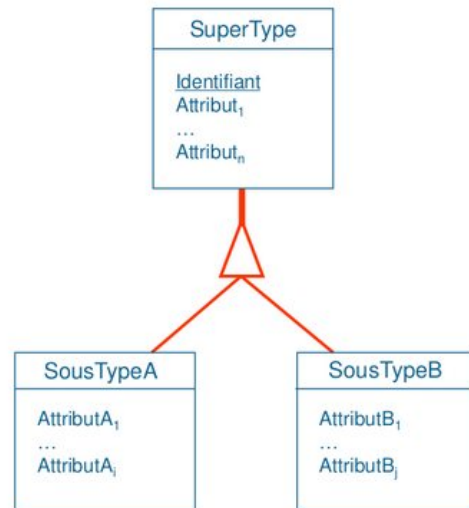 SuperType
Identifiant
Attribut₁
...
Attributₙ
SousTypeA
AttributA₁
...
AttributAᵢ
SousTypeB
AttributB₁
...
AttributBⱼ